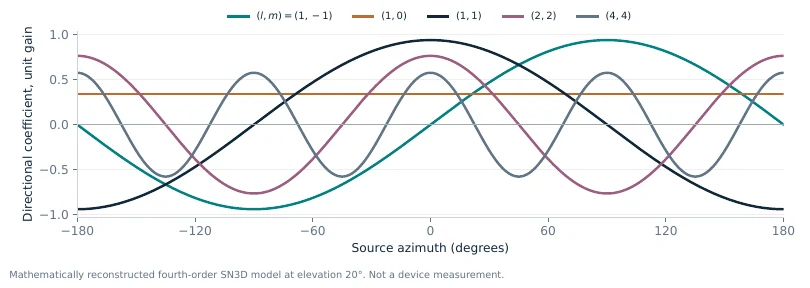 (l, m) = (1, −1) (1, 0) (1, 1) (2, 2) (4, 4)
Directional coefficient, unit gain
1.0
0.5
0.0
−0.5
−1.0
−180 −120 −60 0 60 120 180
Source azimuth (degrees)
Mathematically reconstructed fourth-order SN3D model at elevation 20°. Not a device measurement.